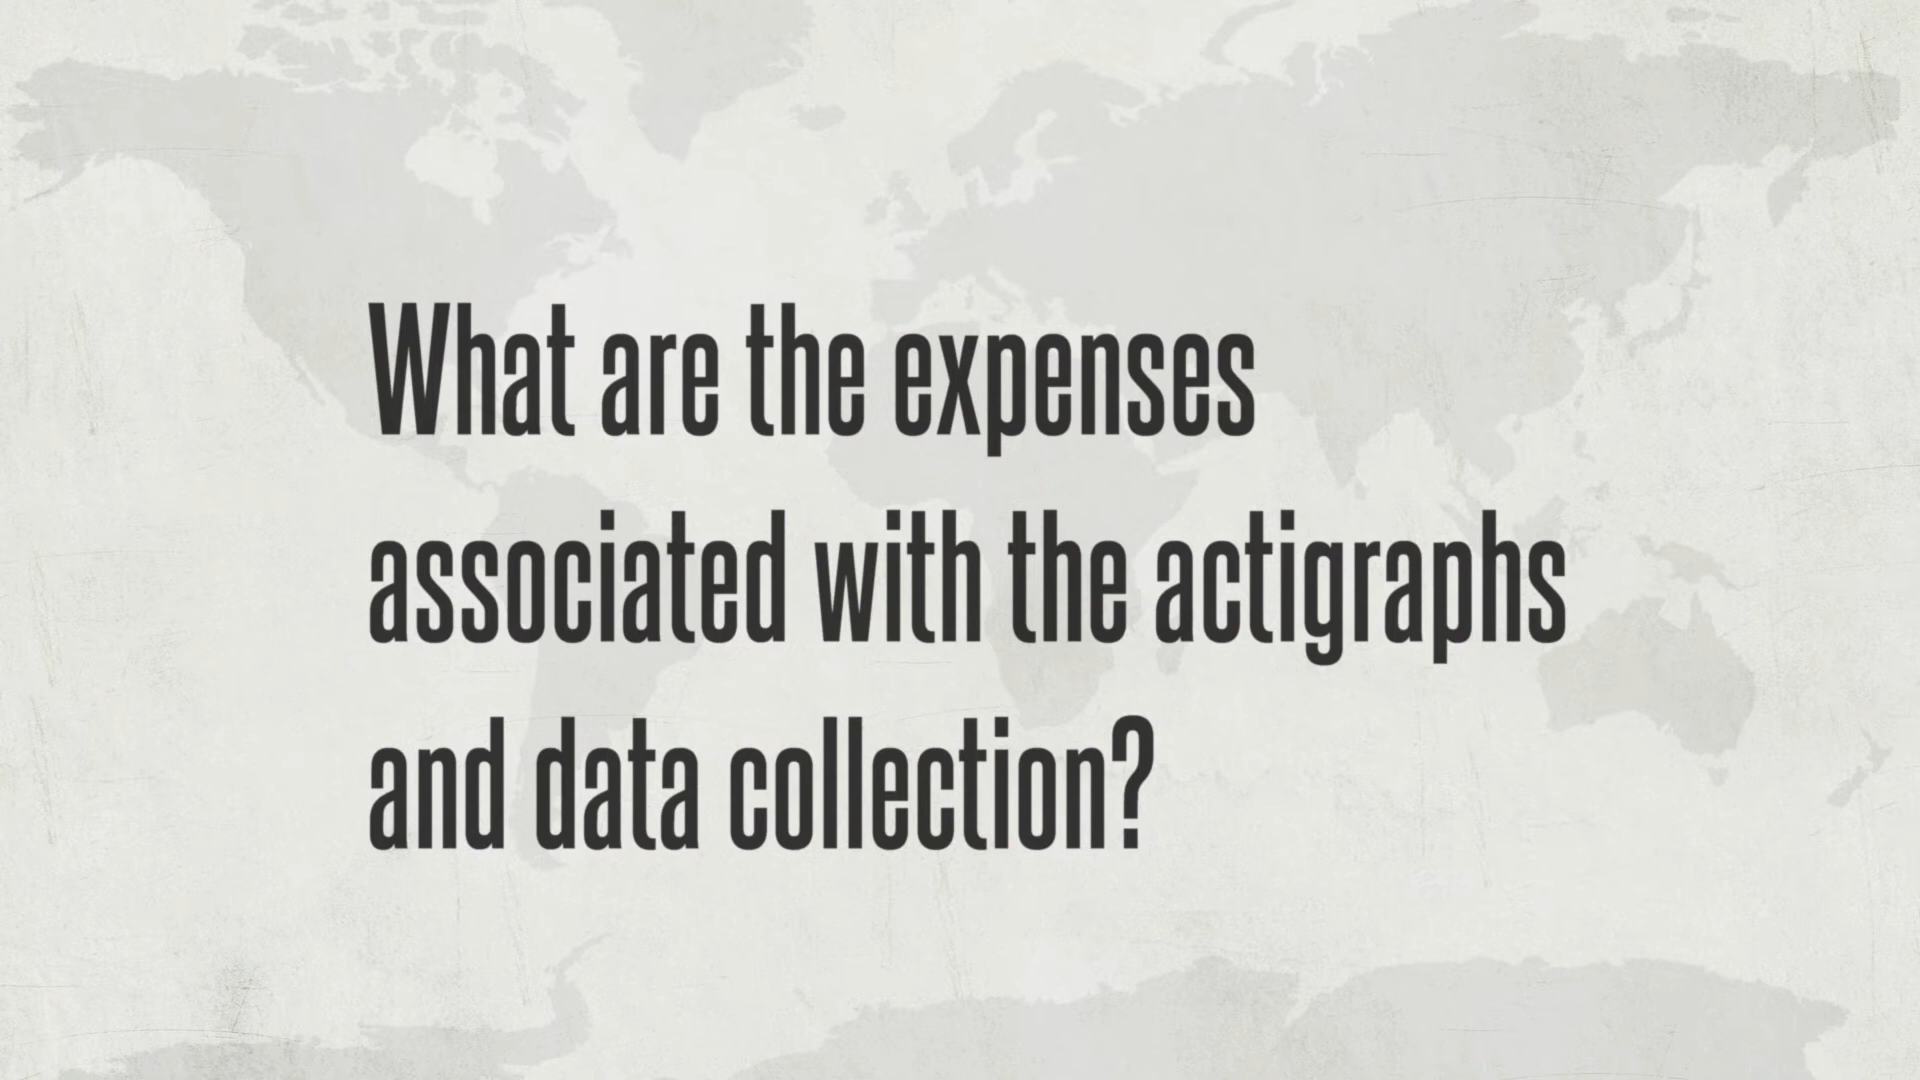 What are the expenses
associated with the actigraphs
and data collection?